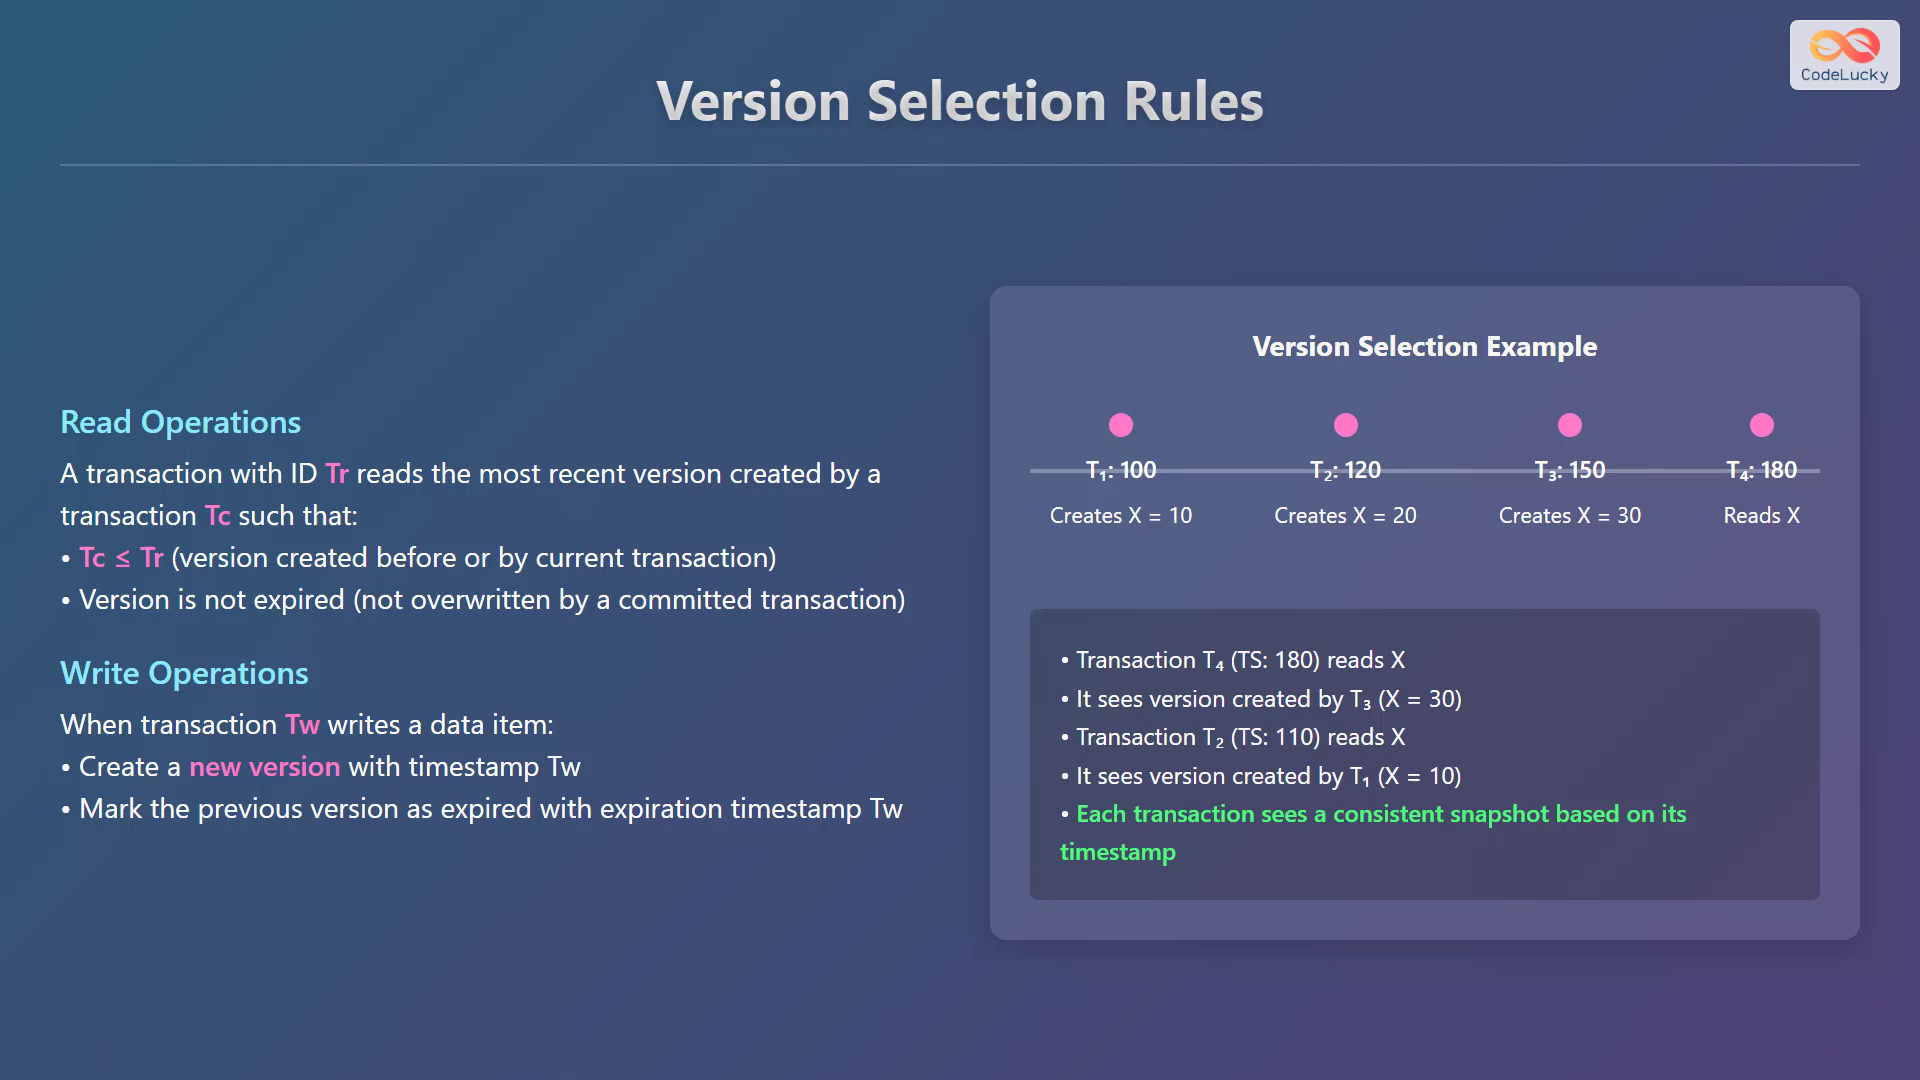 CodeLucky
Version Selection Rules
Read Operations
A transaction with ID Tr reads the most recent version created by a
transaction Tc such that:
• Tc ≤ Tr (version created before or by current transaction)
• Version is not expired (not overwritten by a committed transaction)
Write Operations
When transaction Tw writes a data item:
• Create a new version with timestamp Tw
• Mark the previous version as expired with expiration timestamp Tw
Version Selection Example
T₁: 100 T₂: 120 T₃: 150 T₄: 180
Creates X = 10 Creates X = 20 Creates X = 30 Reads X
• Transaction T₄ (TS: 180) reads X
• It sees version created by T₃ (X = 30)
• Transaction T₂ (TS: 110) reads X
• It sees version created by T₁ (X = 10)
• Each transaction sees a consistent snapshot based on its
timestamp